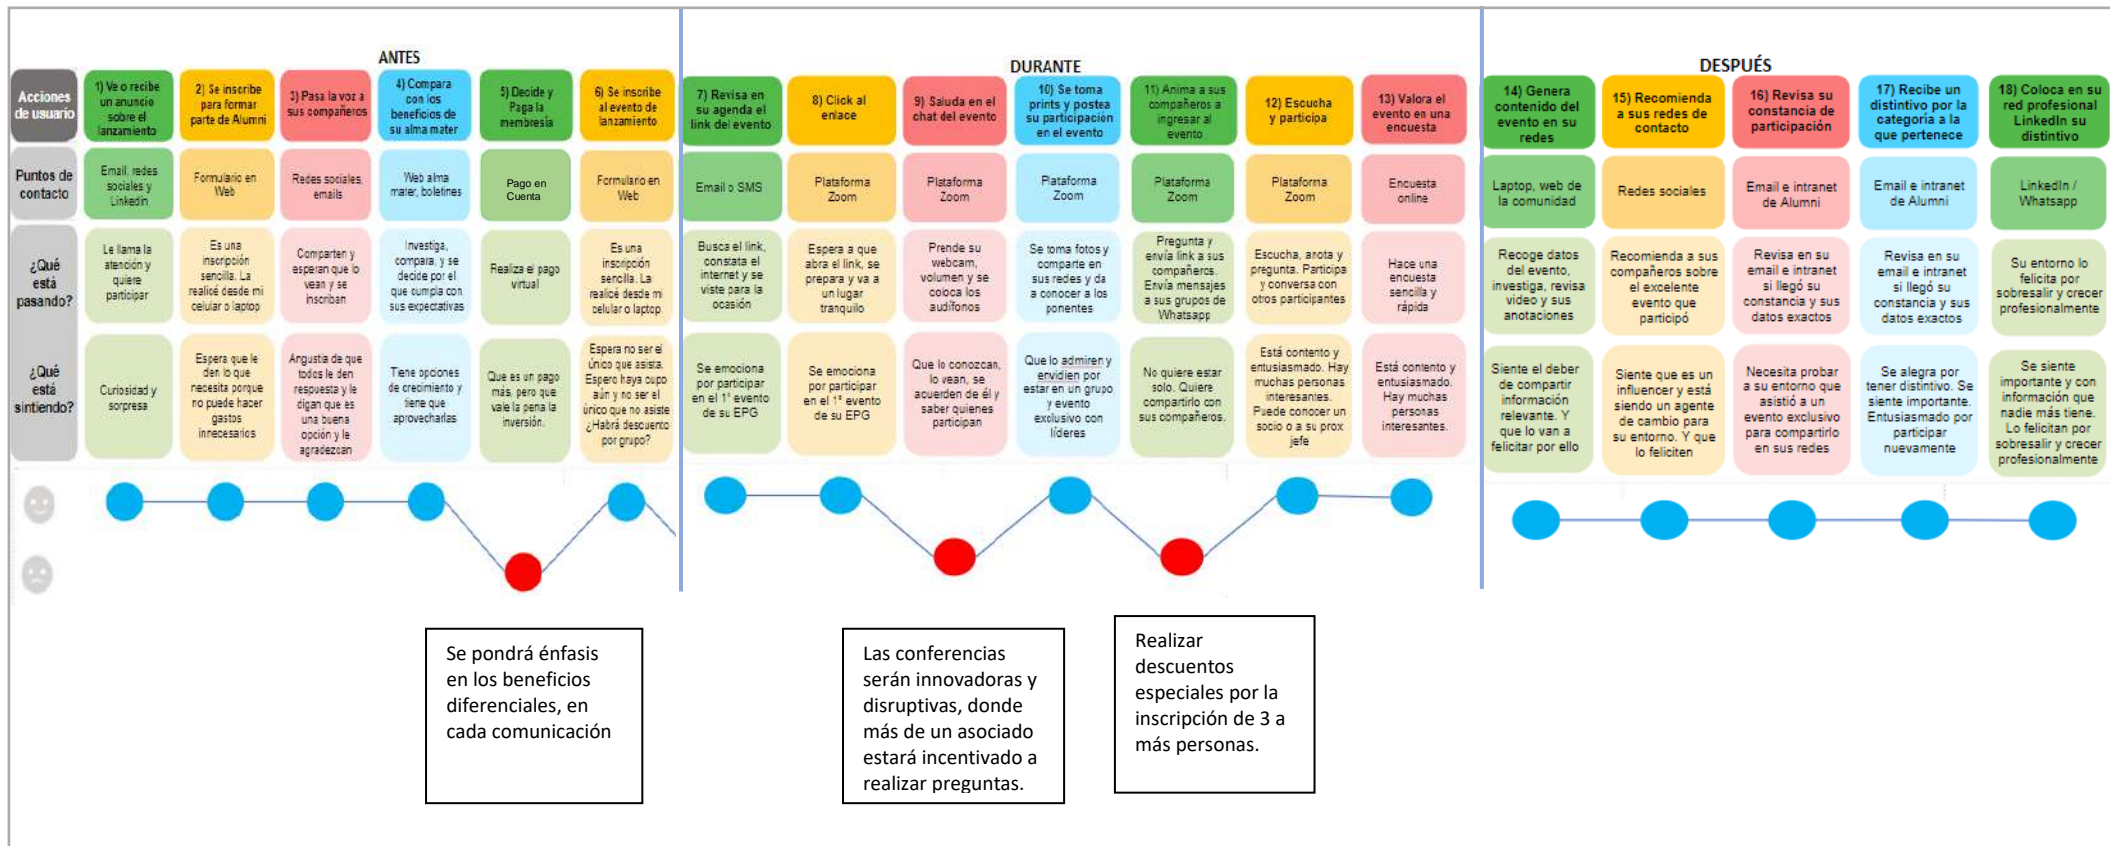 ANTES
DURANTE
DESPUÉS
Acciones
de usuario
1) Ve o recibe
un anuncio
sobre el
lanzamiento
2) Se inscribe
para formar
parte de Alumni
3) Pasa la voz a
sus compañeros
4) Compara
con los
beneficios de
su alma mater
5) Decide y
Paga la
membresía
6) Se inscribe
al evento de
lanzamiento
7) Revisa en
su agenda el
link del evento
8) Click al
enlace
9) Saluda en el
chat del evento
10) Se toma
prints y postea
su participación
en el evento
11) Anima a sus
compañeros a
ingresar al
evento
12) Escucha
y participa
13) Valora el
evento en una
encuesta
14) Genera
contenido del
evento en su
redes
15) Recomienda
a sus redes de
contacto
16) Revisa su
constancia de
participación
17) Recibe un
distintivo por la
categoría a la
que pertenece
18) Coloca en su
red profesional
LinkedIn su
distintivo
Puntos de
contacto
Email, redes
sociales y
Linkedin
Formulario en
Web
Redes sociales,
emails
Web alma
mater, boletines
Pago en
Cuenta
Formulario en
Web
Email o SMS
Plataforma
Zoom
Plataforma
Zoom
Plataforma
Zoom
Plataforma
Zoom
Plataforma
Zoom
Encuesta
online
Laptop, web de
la comunidad
Redes sociales
Email e intranet
de Alumni
Email e intranet
de Alumni
LinkedIn /
Whatsapp
¿Qué
está
pasando?
Le llama la
atención y
quiere
participar
Es una
inscripción
sencilla. La
realicé desde mi
celular o laptop
Comparten y
esperan que lo
vean y se
inscriban
Investiga,
compara, y se
decide por el
que cumpla con
sus expectativas
Realiza el pago
virtual
Es una
inscripción
sencilla. La
realicé desde mi
celular o laptop
Busca el link,
constata el
internet y se
viste para la
ocasión
Espera a que
abra el link, se
prepara y va a
un lugar
tranquilo
Prende su
webcam,
volumen y se
coloca los
audífonos
Se toma fotos y
comparte en
sus redes y da
a conocer a los
ponentes
Pregunta y
envía link a sus
compañeros.
Envía mensajes
a sus grupos de
Whatsapp
Escucha, anota y
pregunta. Participa
y conversa con
otros participantes
Hace una
encuesta
sencilla y
rápida
Recoge datos
del evento,
investiga, revisa
video y sus
anotaciones
Recomienda a sus
compañeros sobre
el excelente
evento que
participó
Revisa en su
email e intranet
si llegó su
constancia y sus
datos exactos
Revisa en su
email e intranet
si llegó su
constancia y sus
datos exactos
Su entorno lo
felicita por
sobresalir y crecer
profesionalmente
¿Qué
está
sintiendo?
Curiosidad y
sorpresa
Espera que le
den lo que
necesita porque
no puede hacer
gastos
innecesarios
Angustia de que
todos le den
respuesta y le
digan que es
una buena
opción y le
agradezcan
Tiene opciones
de crecimiento y
tiene que
aprovecharlas
Que es un pago
más, pero que
vale la pena la
inversión.
Espera no ser el
único que asista.
Espero haya cupo
aún y no ser el
único que no asiste
¿Habrá descuento
por grupo?
Se emociona
por participar
en el 1° evento
de su EPG
Se emociona
por participar
en el 1° evento
de su EPG
Que lo conozcan,
lo vean, se
acuerden de él y
saber quienes
participan
Que lo admiren y
envidien por
estar en un grupo
y evento
exclusivo con
líderes
No quiere estar
solo. Quiere
compartirlo con
sus compañeros.
Está contento y
entusiasmado. Hay
muchas personas
interesantes.
Puede conocer un
socio o a su prox
jefe
Está contento y
entusiasmado.
Hay muchas
personas
interesantes.
Siente el deber
de compartir
información
relevante. Y
que lo van a
felicitar por ello
Siente que es un
influencer y está
siendo un agente
de cambio para
su entorno. Y que
lo feliciten
Necesita probar
a su entorno que
asistió a un
evento exclusivo
para compartirlo
en sus redes
Se alegra por
tener distintivo. Se
siente importante.
Entusiasmado por
participar
nuevamente
Se siente
importante y con
información que
nadie más tiene.
Lo felicitan por
sobresalir y crecer
profesionalmente
Se pondrá énfasis
en los beneficios
diferenciales, en
cada comunicación
Las conferencias
serán innovadoras y
disruptivas, donde
más de un asociado
estará incentivado a
realizar preguntas.
Realizar
descuentos
especiales por la
inscripción de 3 a
más personas.